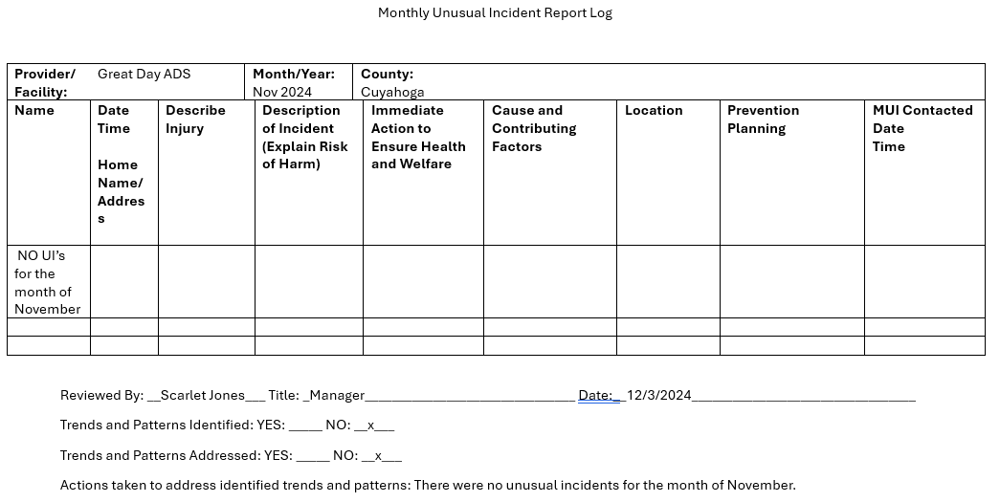 Monthly Unusual Incident Report Log
Provider/ Facility: Great Day ADS Month/Year: Nov 2024 County: Cuyahoga
Name
Date
Time
Home
Name/
Addres
s
Describe
Injury
Description
of Incident
(Explain Risk
of Harm)
Immediate
Action to
Ensure Health
and Welfare
Cause and
Contributing
Factors
Location
Prevention
Planning
MUI Contacted
Date
Time
NO UI’s
for the
month of
November
Reviewed By: __Scarlet Jones___ Title: _Manager____________________________ Date:_ _12/3/2024______________________________
Trends and Patterns Identified: YES: _____ NO: __x___
Trends and Patterns Addressed: YES: _____ NO: __x___
Actions taken to address identified trends and patterns: There were no unusual incidents for the month of November.